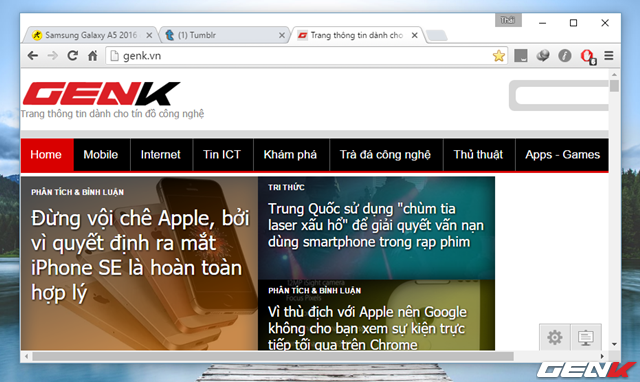 Thái
Samsung Galaxy A5 2016
(1) Tumblr
Trang thông tin dành cho
genk.vn
GENK
Trang thông tin dành cho tín đồ công nghệ
Home Mobile Internet Tin ICT Khám phá Trà đá công nghệ Thủ thuật Apps - Games
PHÂN TÍCH & BÌNH LUẬN
Đừng vội chê Apple, bởi
vì quyết định ra mắt
iPhone SE là hoàn toàn
hợp lý
TRI THỨC
Trung Quốc sử dụng "chùm tia
laser xấu hổ" để giải quyết vấn nạn
dùng smartphone trong rạp phim
iSight camera
Focus Pixels
PHÂN TÍCH & BÌNH LUẬN
Vì thù địch với Apple nên Google
không cho bạn xem sự kiện trực
tiếp tối qua trên Chrome
GENK